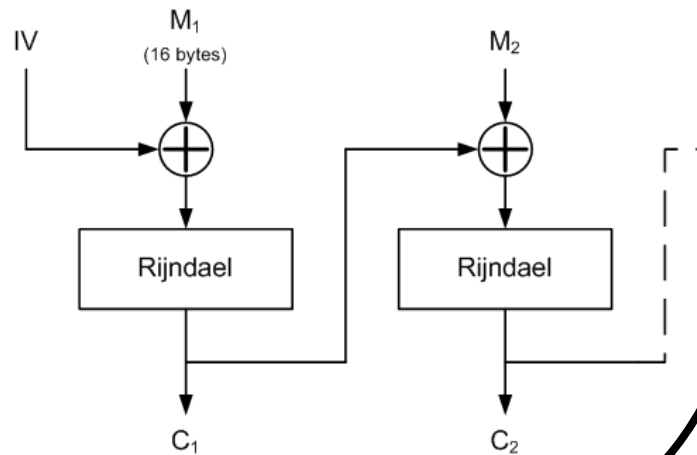 IV
M₁
(16 bytes)
M₂
Rijndael
Rijndael
C₁
C₂